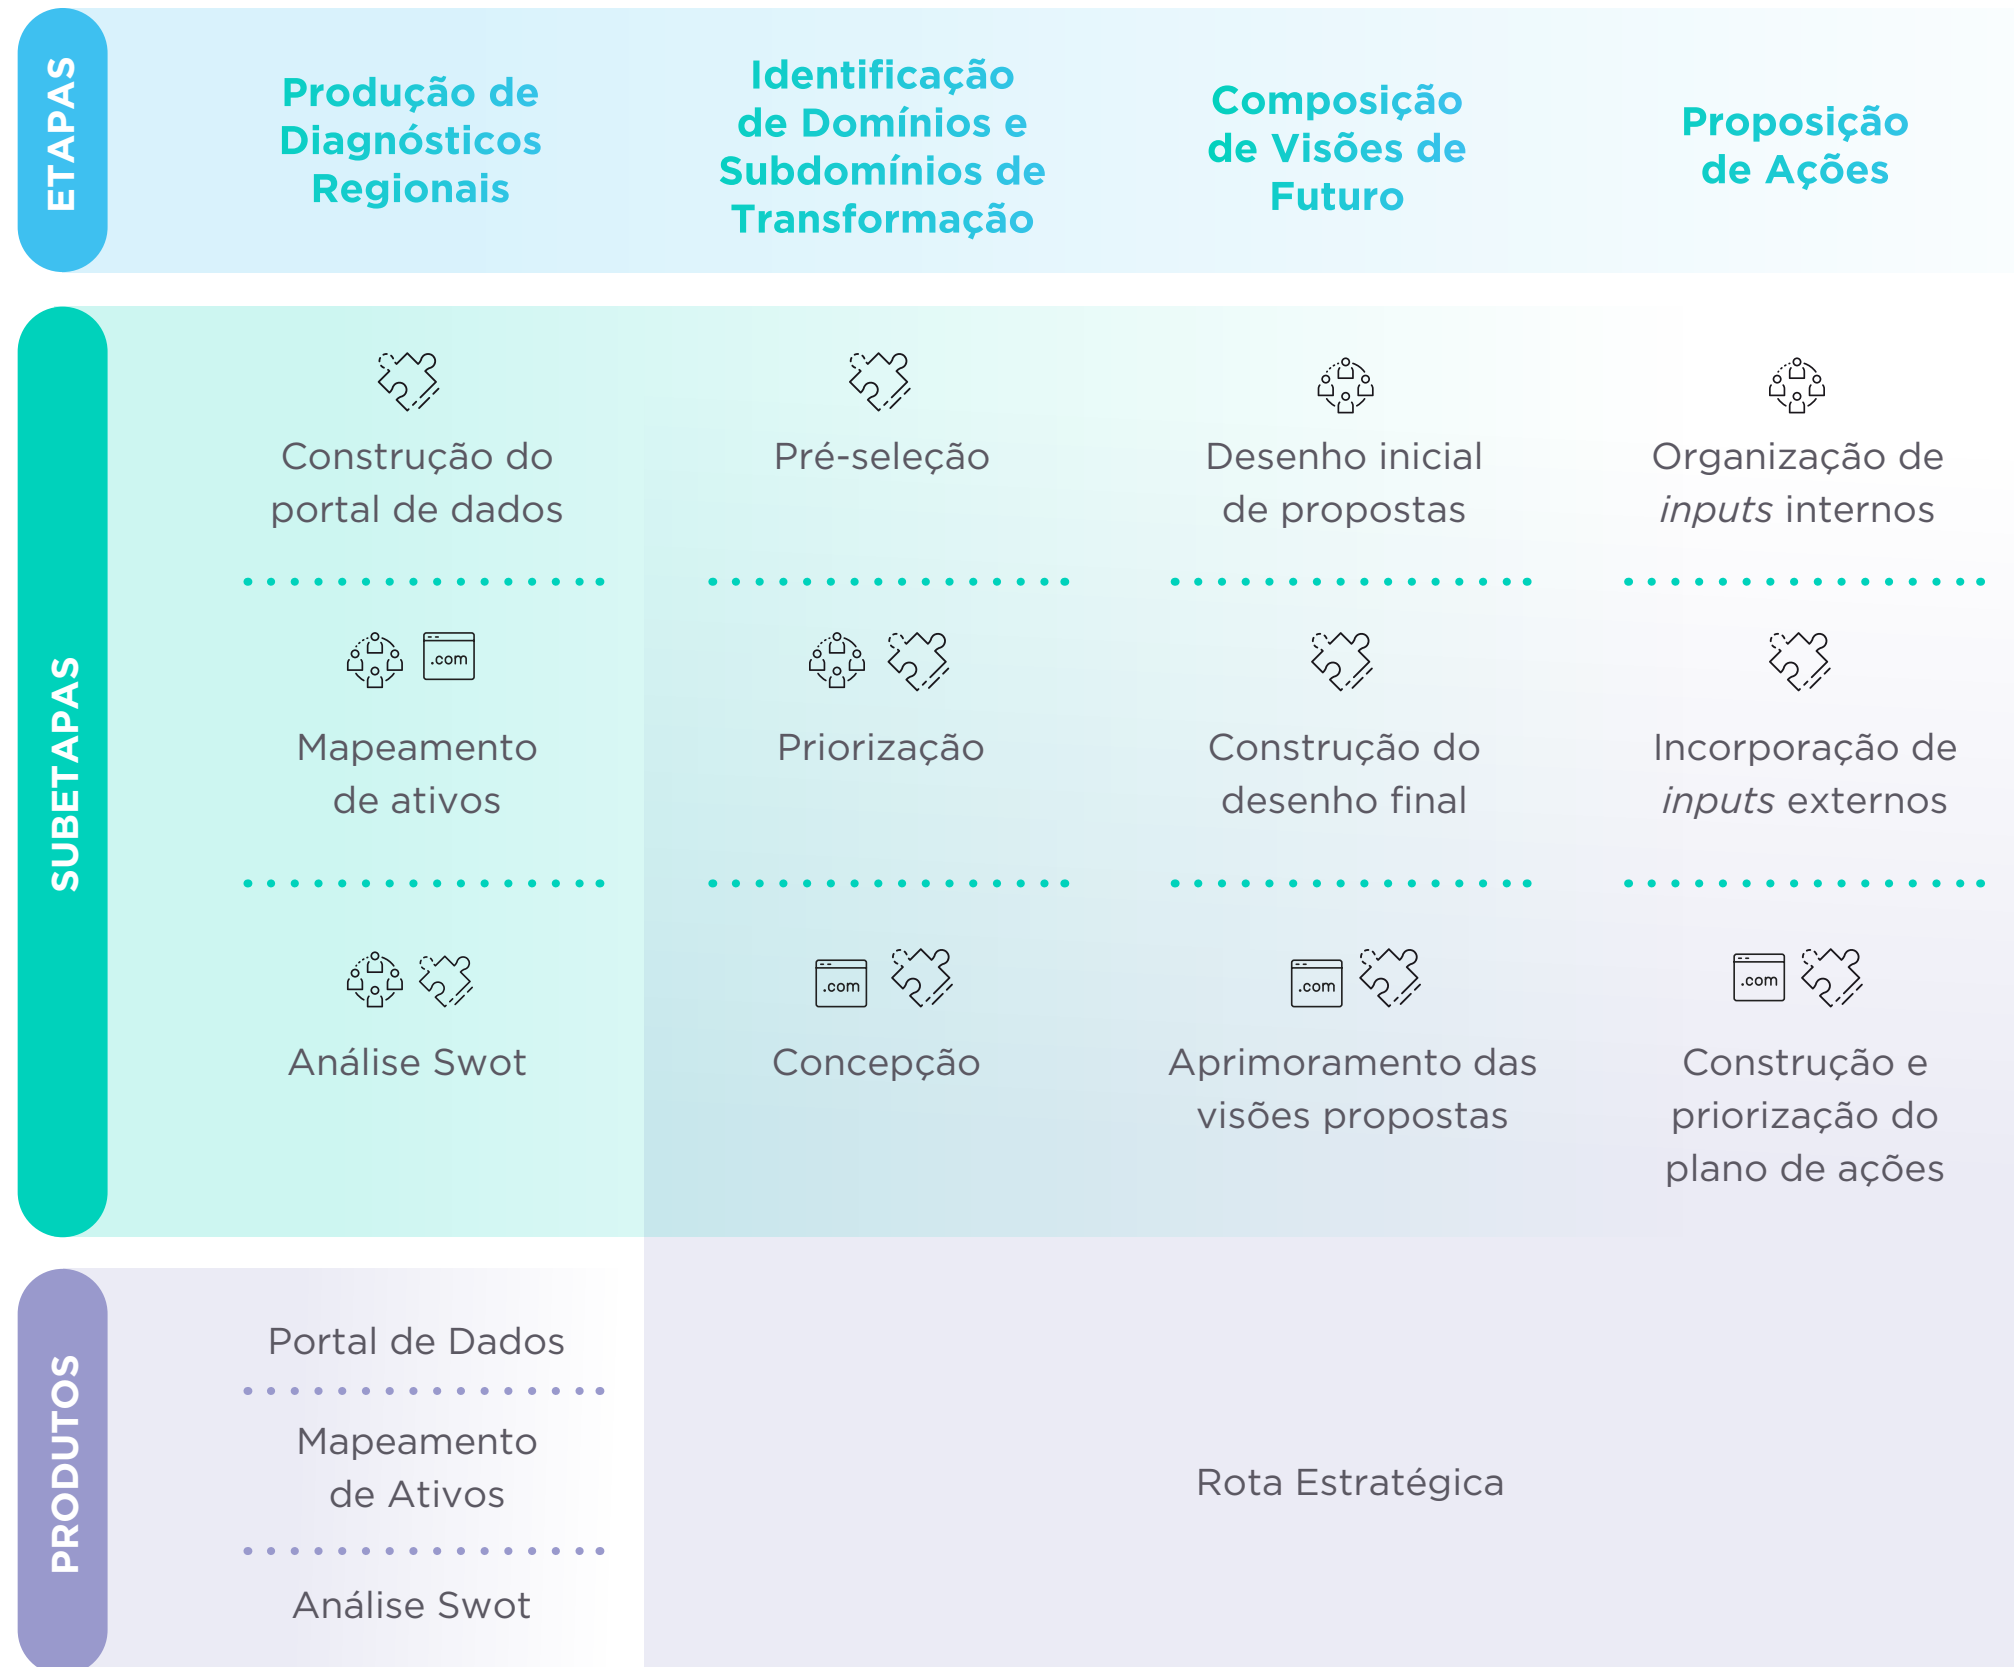 ETAPAS
Produção de
Diagnósticos
Regionais
Identificação
de Domínios e
Subdomínios de
Transformação
Composição
de Visões de
Futuro
Proposição
de Ações
SUBETAPAS
Construção do
portal de dados
Pré-seleção
Desenho inicial
de propostas
Organização de
inputs internos
.com
Mapeamento
de ativos
Priorização
Construção do
desenho final
Incorporação de
inputs externos
Análise Swot
.com
Concepção
.com
Aprimoramento das
visões propostas
.com
Construção e
priorização do
plano de ações
PRODUTOS
Portal de Dados
Mapeamento
de Ativos
Análise Swot
Rota Estratégica